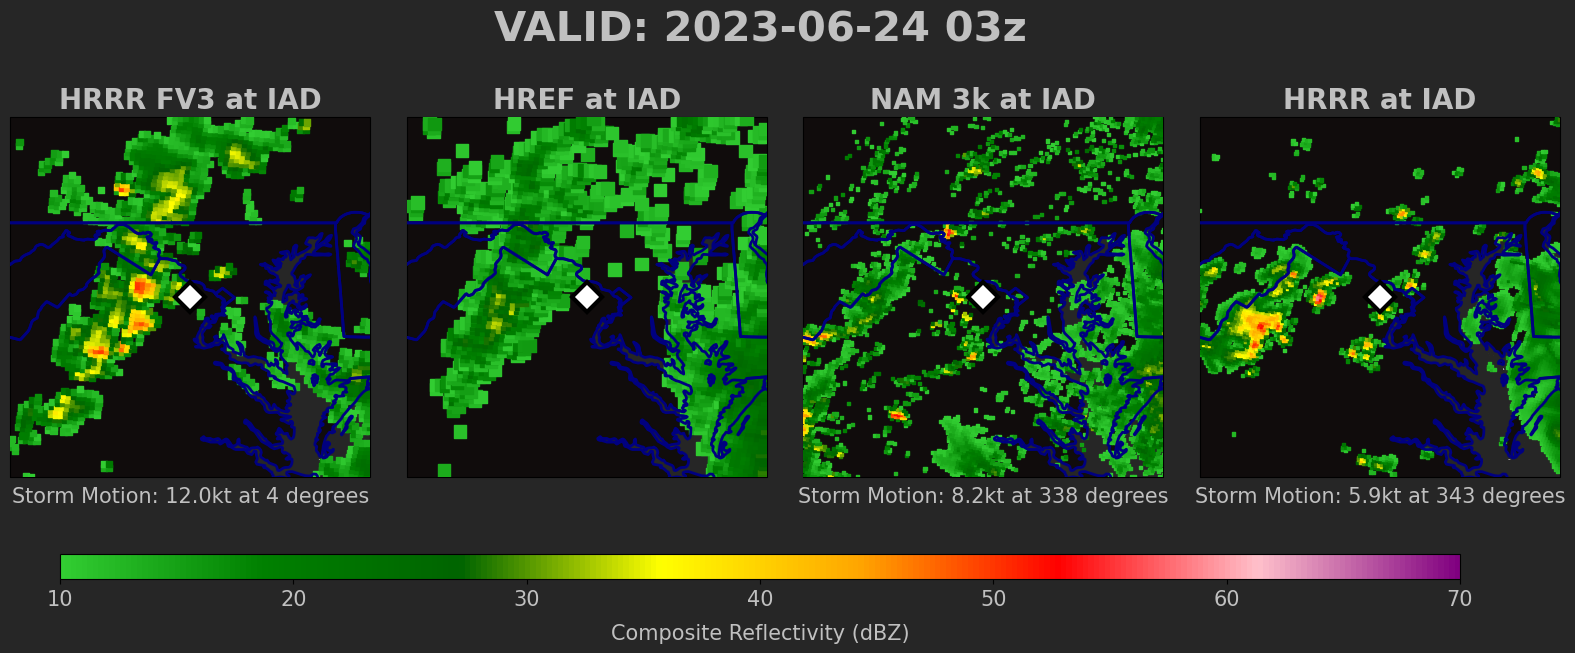 VALID: 2023-06-24 03z
HRRR FV3 at IAD
HREF at IAD
NAM 3k at IAD
HRRR at IAD
Storm Motion: 12.0kt at 4 degrees
Storm Motion: 8.2kt at 338 degrees
Storm Motion: 5.9kt at 343 degrees
10 20 30 40 50 60 70
Composite Reflectivity (dBZ)